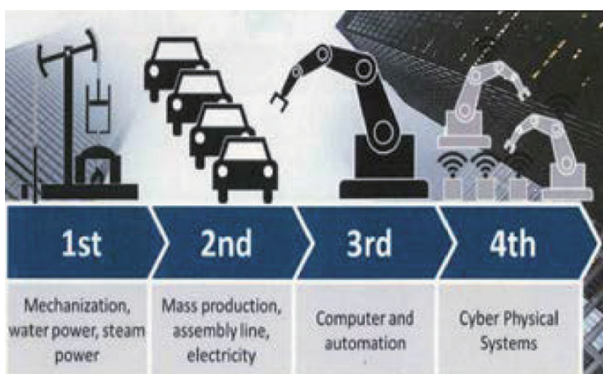 1st
2nd
3rd
4th
Mechanization,
water power, steam
power
Mass production,
assembly line,
electricity
Computer and
automation
Cyber Physical
Systems